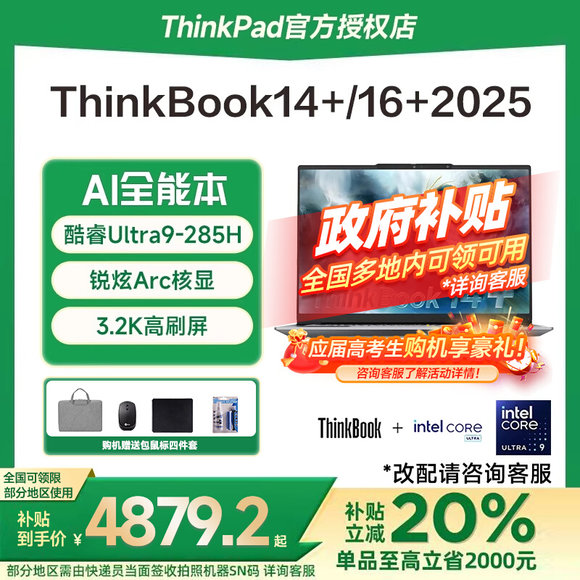 ThinkPad官方授权店
ThinkBook14+/16+2025
AI全能本
酷睿Ultra9-285H
锐炫Arc核显
3.2K高刷屏
政府补贴
全国多地内可领可用
*详询客服
ThinkBook 14+
应届高考生购机享豪礼!
咨询客服了解活动详情!
购机赠送包鼠标四件套
ThinkBook + intel CORE
ULTRA
intel
CORE
ULTRA 9
*改配请咨询客服
全国可领限
部分地区使用
补贴
到手价 ¥4879.2起
补贴
立减20%
单品至高立省2000元
部分地区需由快递员当面签收拍照机器SN码 详询客服